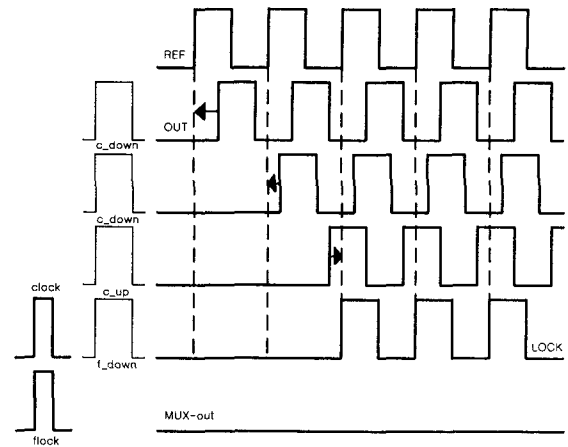 REF
OUT
c_down
c_down
clock
c_up
f_down
LOCK
MUX-out
flock